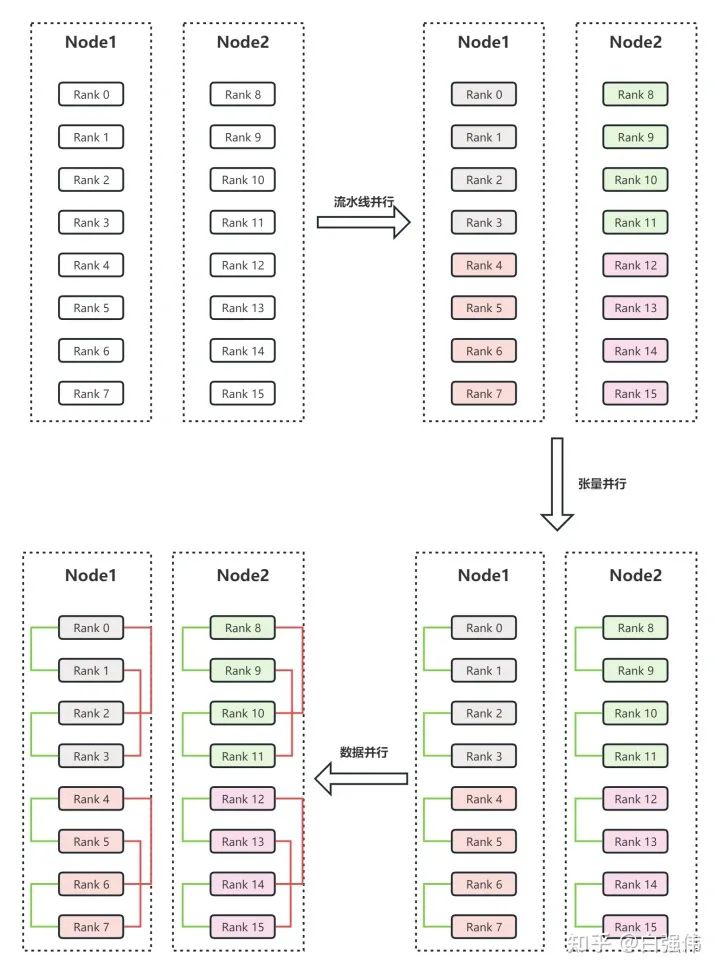 Node1
Node2
Rank 0
Rank 8
Rank 1
Rank 9
Rank 2
Rank 10
Rank 3
Rank 11
Rank 4
Rank 12
Rank 5
Rank 13
Rank 6
Rank 14
Rank 7
Rank 15
流水线并行
Node1
Node2
Rank 0
Rank 8
Rank 1
Rank 9
Rank 2
Rank 10
Rank 3
Rank 11
Rank 4
Rank 12
Rank 5
Rank 13
Rank 6
Rank 14
Rank 7
Rank 15
张量并行
Node1
Node2
Rank 0
Rank 8
Rank 1
Rank 9
Rank 2
Rank 10
Rank 3
Rank 11
Rank 4
Rank 12
Rank 5
Rank 13
Rank 6
Rank 14
Rank 7
Rank 15
数据并行
Node1
Node2
Rank 0
Rank 8
Rank 1
Rank 9
Rank 2
Rank 10
Rank 3
Rank 11
Rank 4
Rank 12
Rank 5
Rank 13
Rank 6
Rank 14
Rank 7
Rank 15
知乎 @白强伟